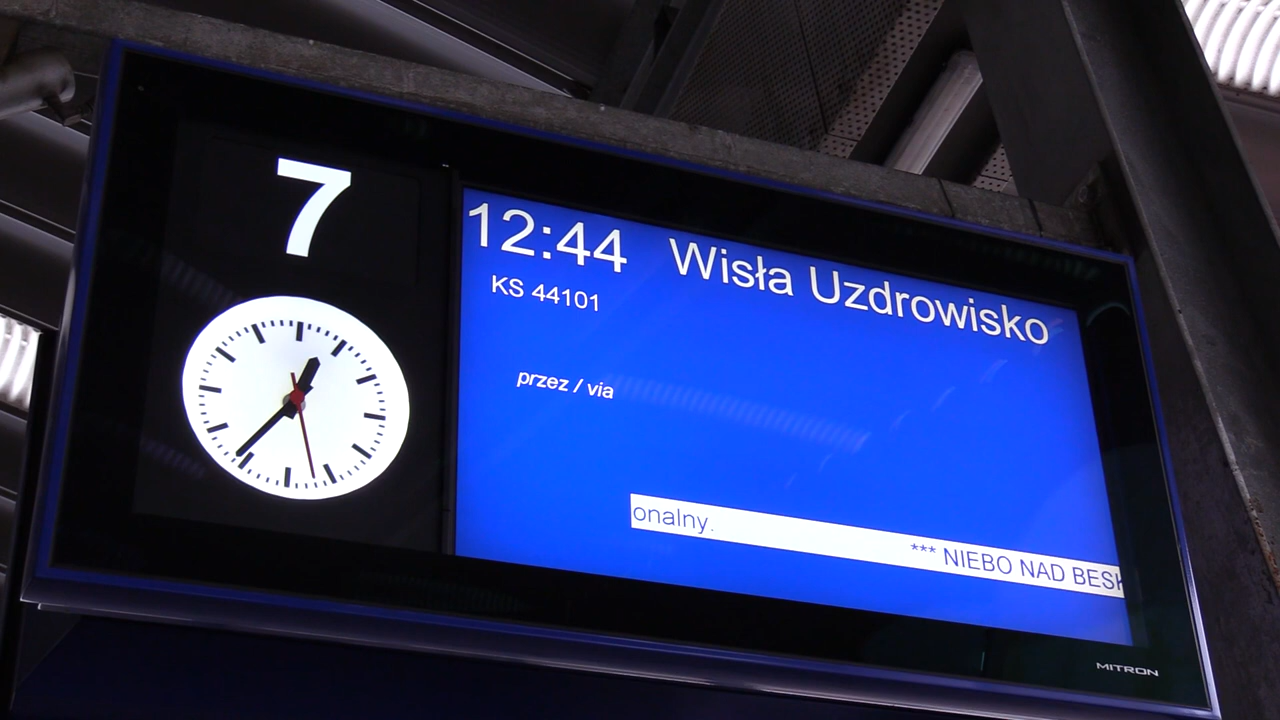 7
12:44 Wisła Uzdrowisko
KS 44101
przez / via
onalny. *** NIEBO NAD BESK
MITRON